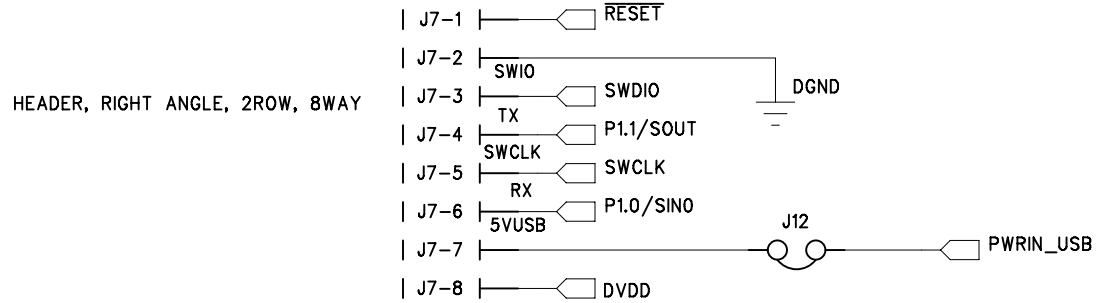 J7-1 RESET
J7-2
SWIO
DGND
HEADER, RIGHT ANGLE, 2ROW, 8WAY
J7-3 SWDIO
TX
J7-4 P1.1/SOUT
SWCLK
J7-5 SWCLK
RX
J7-6 P1.0/SIN0
5VUSB
J12
J7-7 PWRIN_USB
J7-8 DVDD